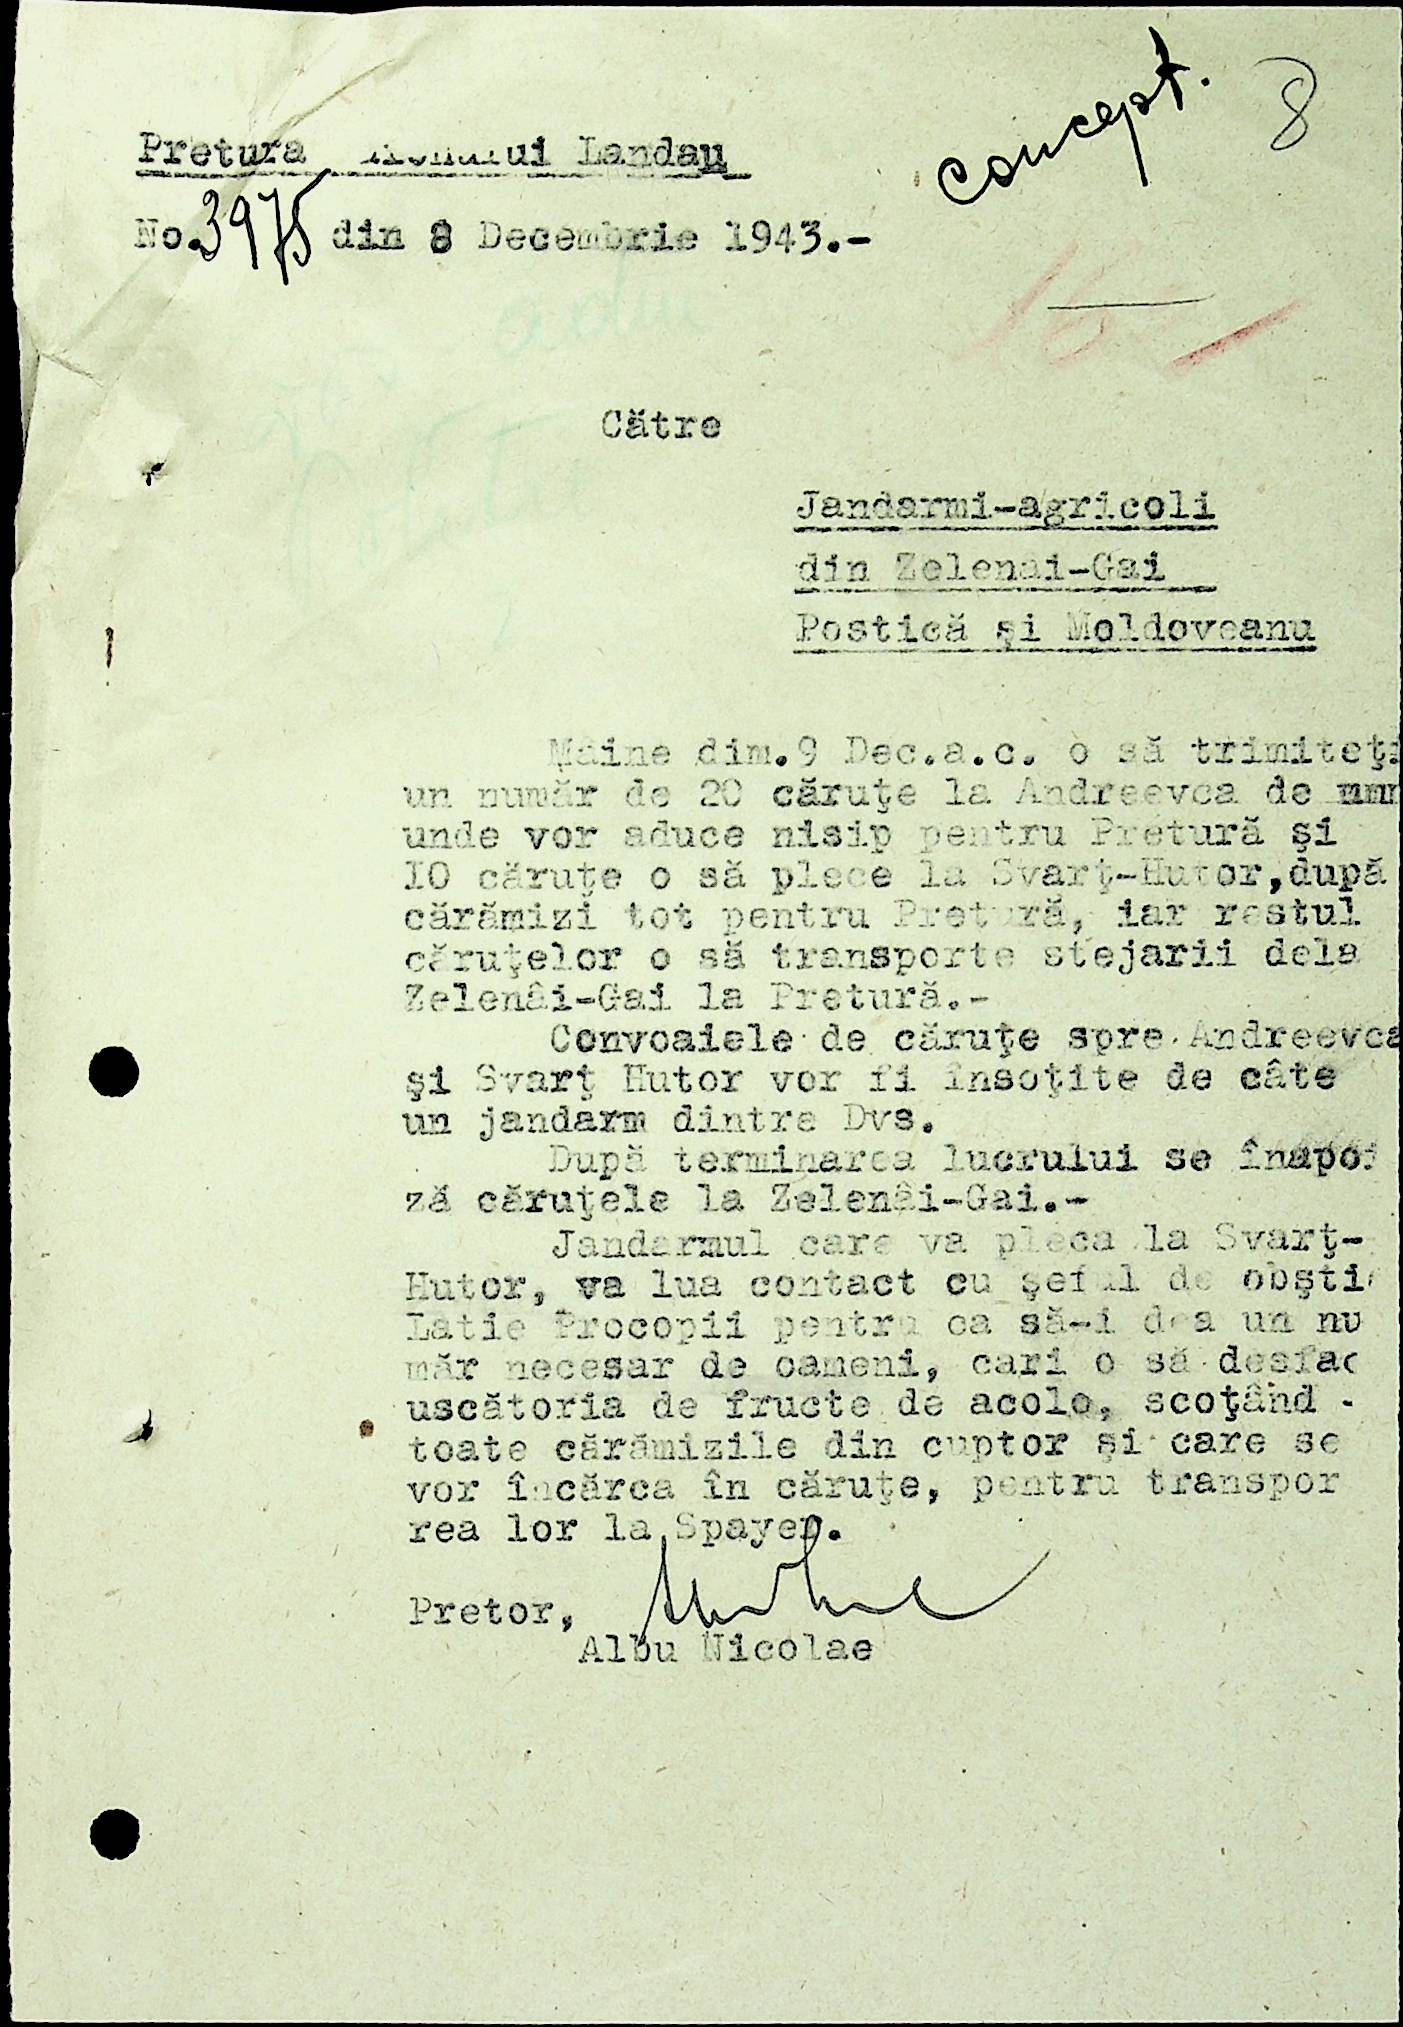 concept. 8
Pretura Raionului Landau
No.3975 din 8 Decembrie 1943.-
Către
Jandarmi-agricoli
din Zelenâi-Gai
Postică şi Moldoveanu
Mâine dim.9 Dec.a.c. o să trimiteţi
un număr de 20 căruţe la Andreevca de
unde vor aduce nisip pentru Pretură şi
IO căruţe o să plece la Svarţ-Hutor,după
cărămizi tot pentru Pretură, iar restul
căruţelor o să transporte stejarii dela
Zelenâi-Gai la Pretură.-
Convoaiele de căruţe spre Andreevca
şi Svarţ Hutor vor fi însoţite de câte
un jandarm dintre Dvs.
După terminarea lucrului se înapoi
ză căruţele la Zelenâi-Gai.-
Jandarmul care va pleca la Svarţ-
Hutor, va lua contact cu şeful de obşti
Latie Procopii pentru ca să-i dea un nu
măr necesar de oameni, cari o să desfac
uscătoria de fructe de acolo, scoţând
toate cărămizile din cuptor şi care se
vor încărca în căruţe, pentru transpor
rea lor la Spayer.
Pretor,
Albu Nicolae